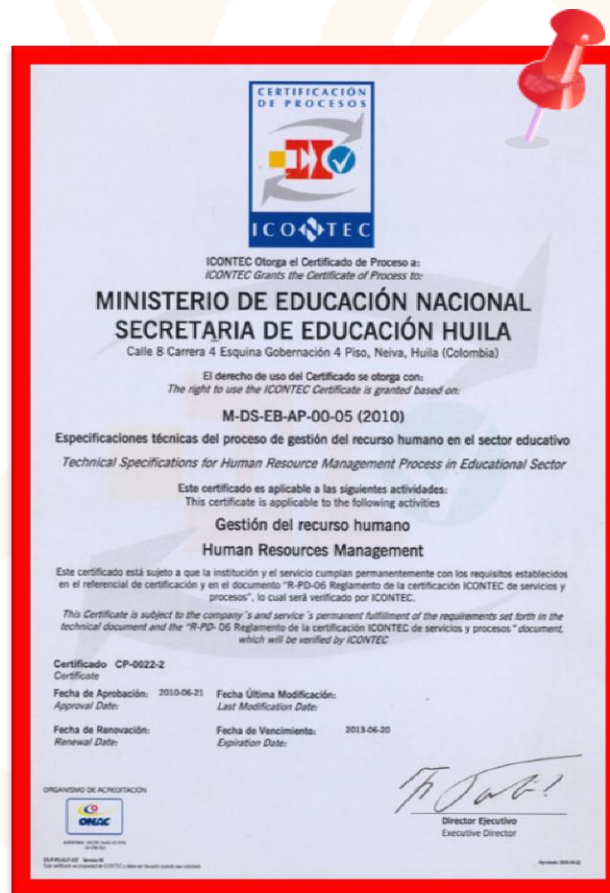 CERTIFICACIÓN
DE PROCESOS
ICONTEC
ICONTEC Otorga el Certificado de Proceso a:
ICONTEC Grants the Certificate of Process to:
MINISTERIO DE EDUCACIÓN NACIONAL
SECRETARIA DE EDUCACIÓN HUILA
Calle 8 Carrera 4 Esquina Gobernación 4 Piso, Neiva, Huila (Colombia)
El derecho de uso del Certificado se otorga con:
The right to use the ICONTEC Certificate is granted based on:
M-DS-EB-AP-00-05 (2010)
Especificaciones técnicas del proceso de gestión del recurso humano en el sector educativo
Technical Specifications for Human Resource Management Process in Educational Sector
Este certificado es aplicable a las siguientes actividades:
This certificate is applicable to the following activities
Gestión del recurso humano
Human Resources Management
Este certificado está sujeto a que la institución y el servicio cumplan permanentemente con los requisitos establecidos
en el referencial de certificación y en el documento "R-PD-06 Reglamento de la certificación ICONTEC de servicios y
procesos", lo cual será verificado por ICONTEC.
This Certificate is subject to the company´s and service´s permanent fulfillment of the requirements set forth in the
technical document and the "R-PD- 06 Reglamento de la certificación ICONTEC de servicios y procesos" document,
which will be verified by ICONTEC
Certificado CP-0022-2
Certificate
Fecha de Aprobación: 2010-06-21 Fecha Última Modificación:
Approval Date: Last Modification Date:
Fecha de Renovación: Fecha de Vencimiento: 2013-06-20
Renewal Date: Expiration Date:
ORGANISMO DE ACREDITACIÓN
ONAC
Director Ejecutivo
Executive Director